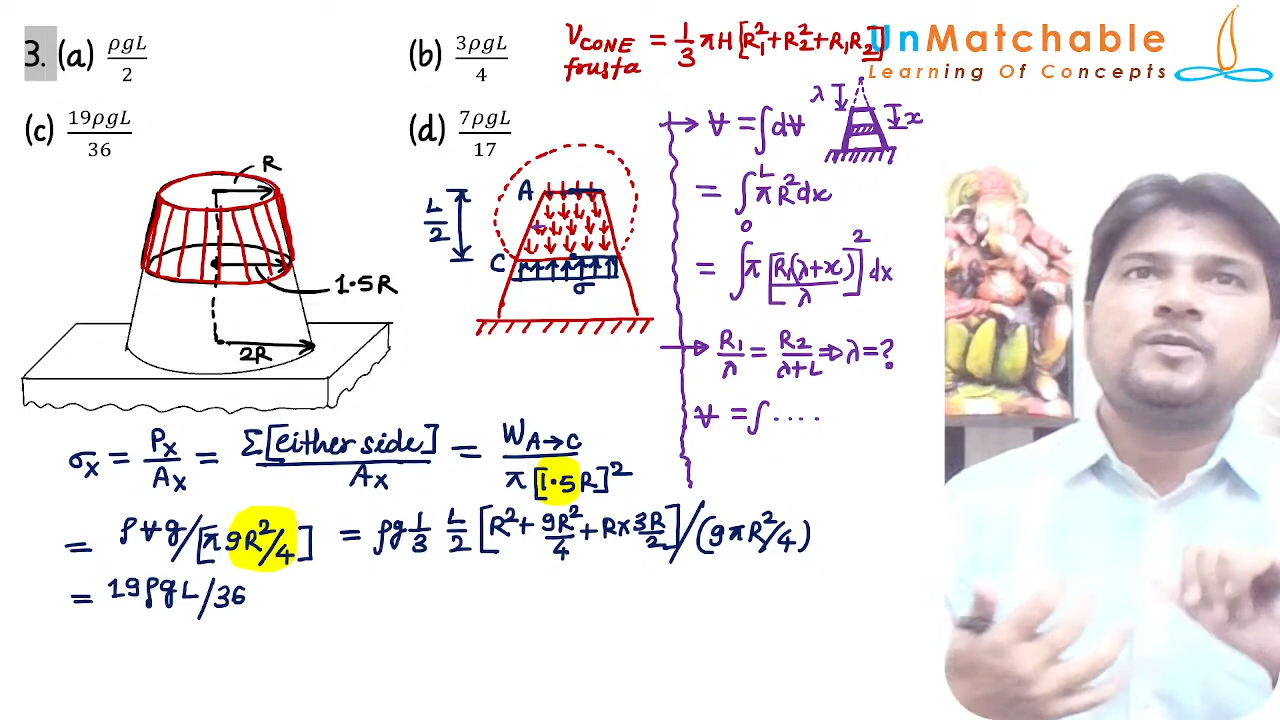 3. (a) ρgL/2
(b) 3ρgL/4
(c) 19ρgL/36
(d) 7ρgL/17
V_CONE frusta = 1/3 πH[R₁²+R₂²+R₁R₂]
UnMatchable
Learning Of Concepts
R
1.5R
2R
L/2
A
C
σ
λ
x
→ V = ∫dV
= ∫₀ᴸ πR²dx
= ∫π[R₁(λ+x)/λ]² dx
→ R₁/λ = R₂/(λ+L) ⇒ λ = ?
V = ∫ ....
σₓ = Pₓ/Aₓ = Σ[either side]/Aₓ = W_A→C / π[1.5R]²
= ρVg/[π9R²/4] = ρg 1/3 L/2 [R² + 9R²/4 + R×3R/2]/(9πR²/4)
= 19ρgL/36